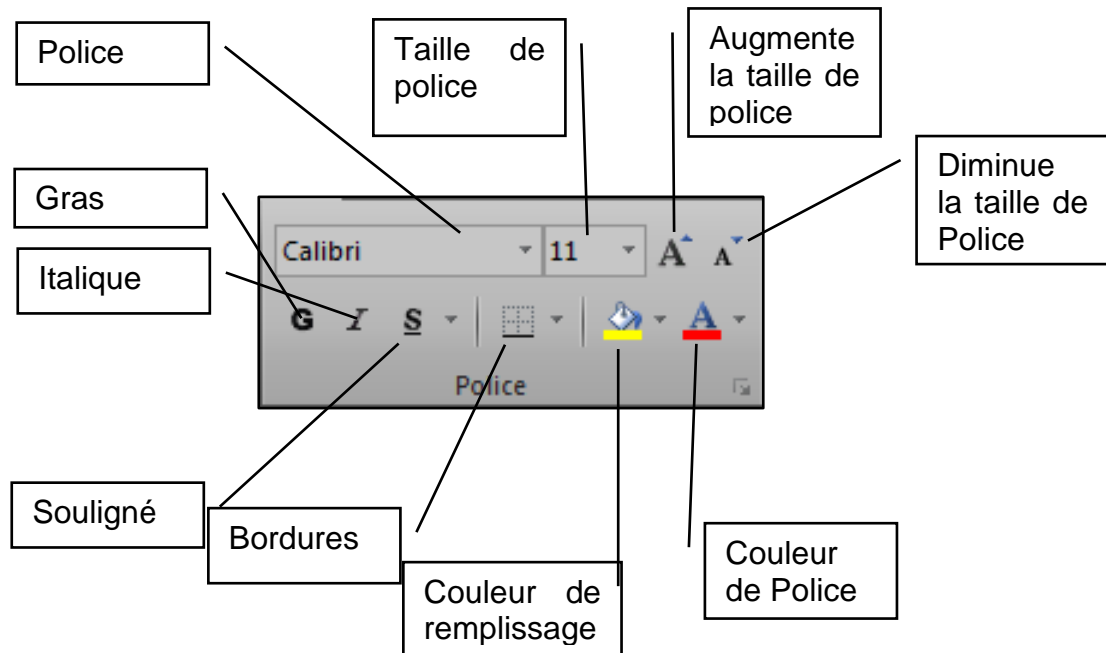 Police
Taille de
police
Augmente
la taille de
police
Diminue
la taille de
Police
Gras
Italique
Calibri
11
A A
G I S A
Police
Souligné
Bordures
Couleur de
remplissage
Couleur
de Police